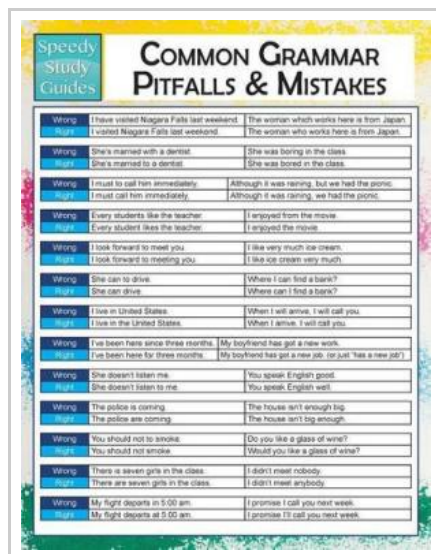 Speedy
Study
Guides
COMMON GRAMMAR
PITFALLS & MISTAKES
Wrong I have visited Niagara Falls last weekend. The woman which works here is from Japan.
Right I visited Niagara Falls last weekend. The woman who works here is from Japan.
Wrong She's married with a dentist. She was boring in the class.
Right She's married to a dentist. She was bored in the class.
Wrong I must to call him immediately. Although it was raining, but we had the picnic.
Right I must call him immediately. Although it was raining, we had the picnic.
Wrong Every students like the teacher. I enjoyed from the movie.
Right Every student likes the teacher. I enjoyed the movie.
Wrong I look forward to meet you. I like very much ice cream.
Right I look forward to meeting you. I like ice cream very much.
Wrong She can to drive. Where I can find a bank?
Right She can drive. Where can I find a bank?
Wrong I live in United States. When I will arrive, I will call you.
Right I live in the United States. When I arrive, I will call you.
Wrong I've been here since three months. My boyfriend has got a new work.
Right I've been here for three months. My boyfriend has got a new job. (or just "has a new job")
Wrong She doesn't listen me. You speak English good.
Right She doesn't listen to me. You speak English well.
Wrong The police is coming. The house isn't enough big.
Right The police are coming. The house isn't big enough.
Wrong You should not to smoke. Do you like a glass of wine?
Right You should not smoke. Would you like a glass of wine?
Wrong There is seven girls in the class. I didn't meet nobody.
Right There are seven girls in the class. I didn't meet anybody.
Wrong My flight departs in 5:00 am. I promise I call you next week.
Right My flight departs at 5:00 am. I promise I'll call you next week.